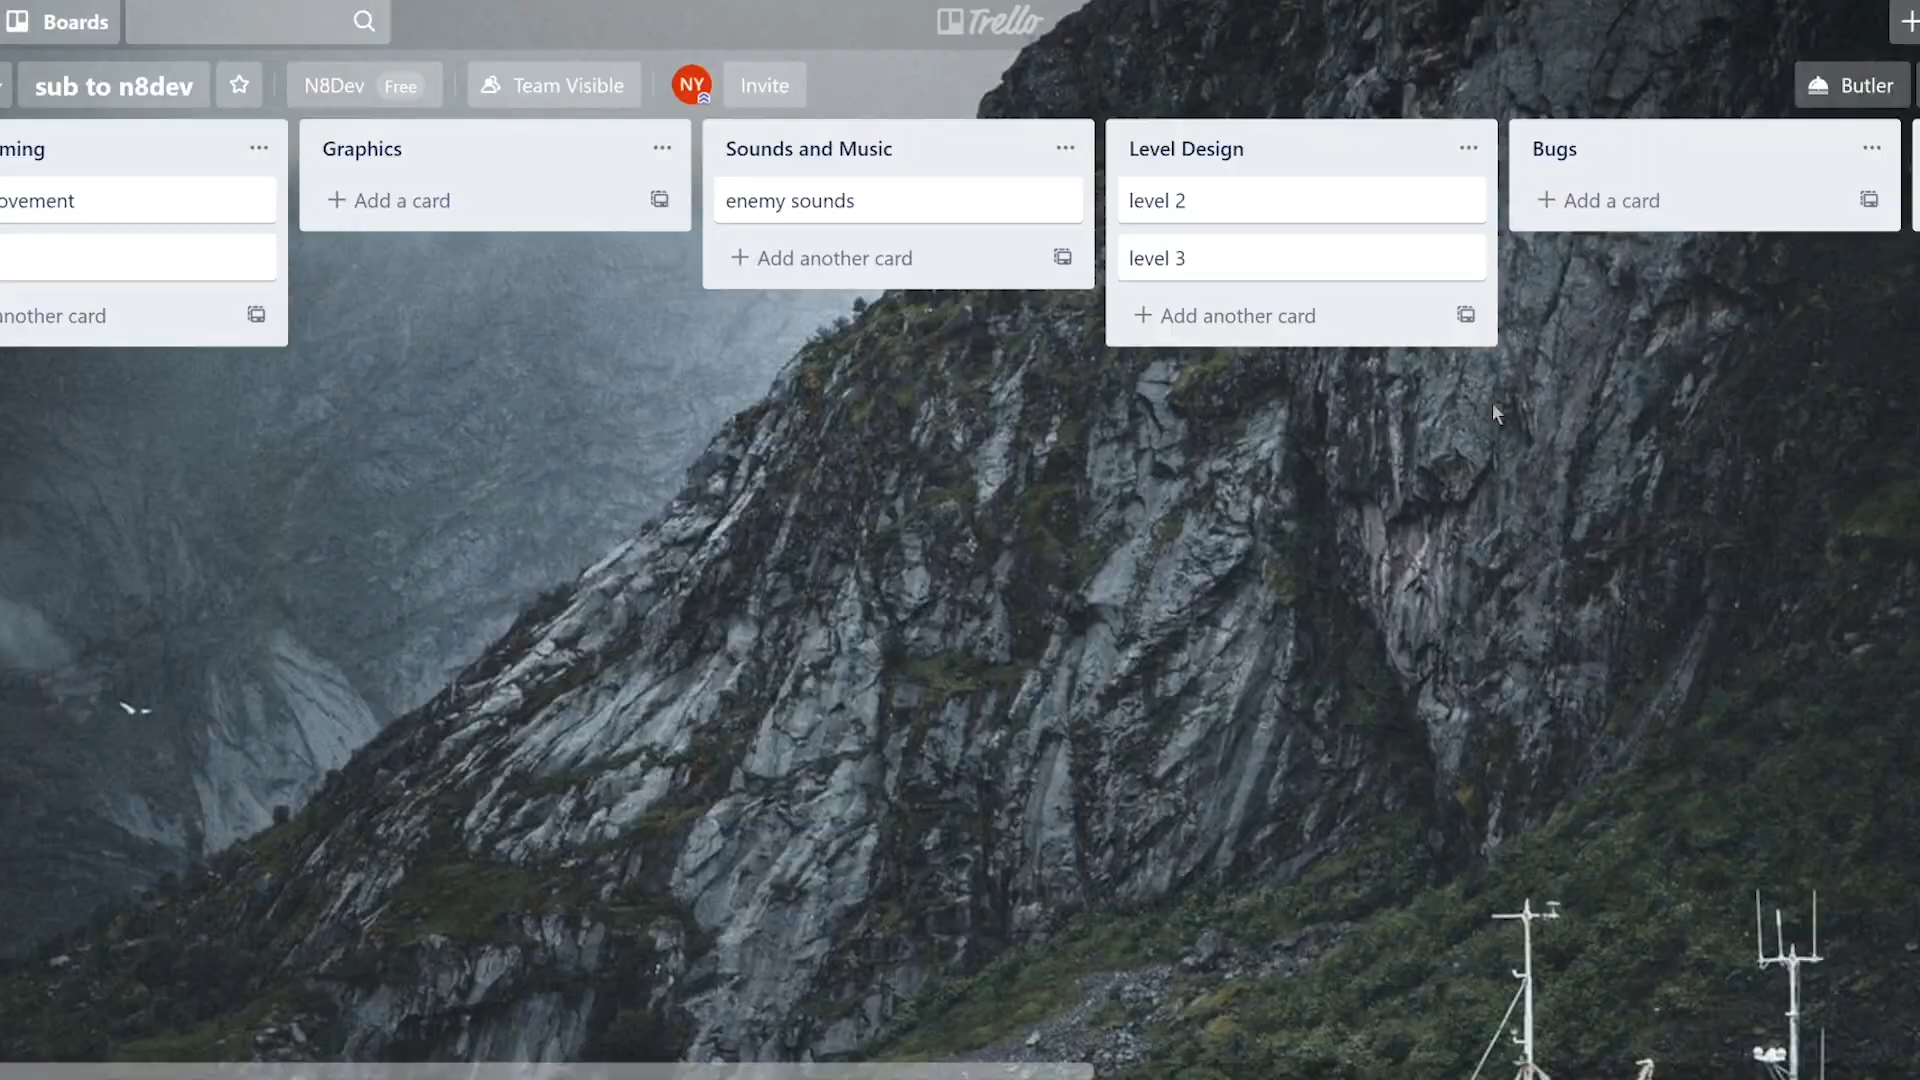 Boards
Trello
sub to n8dev
N8Dev Free
Team Visible
NY
Invite
Butler
ming
ovement
another card
Graphics
Add a card
Sounds and Music
enemy sounds
Add another card
Level Design
level 2
level 3
Add another card
Bugs
Add a card